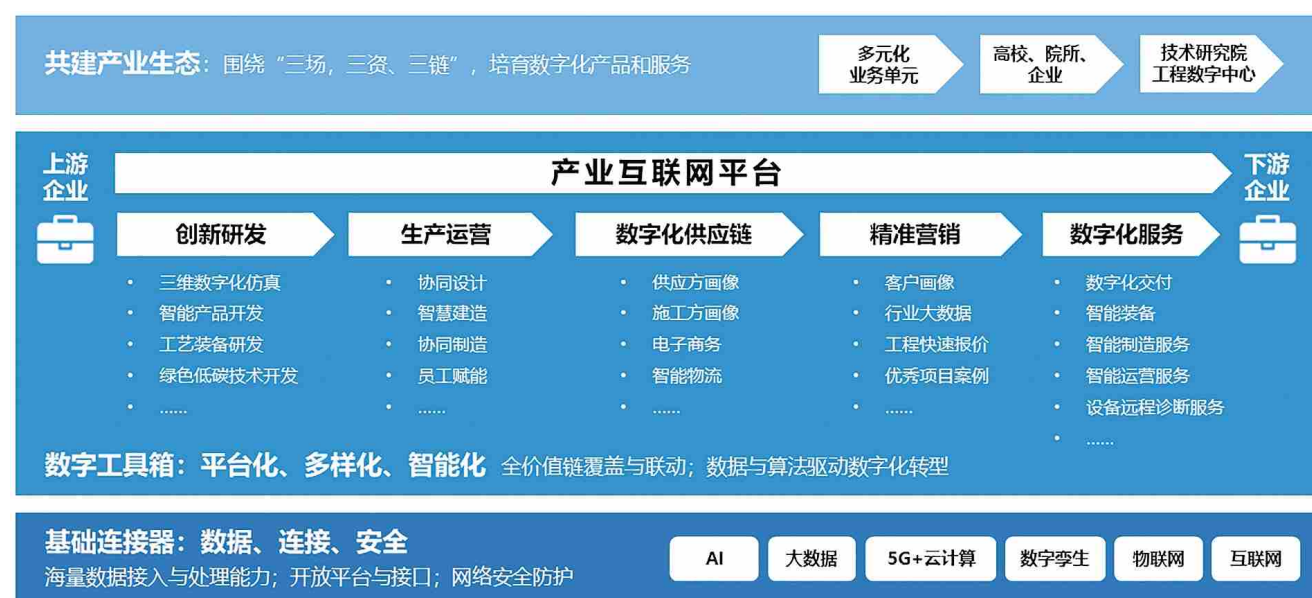 共建产业生态：围绕“三场，三资、三链”，培育数字化产品和服务
多元化
业务单元
高校、院所、
企业
技术研究院
工程数字中心
上游
企业
产业互联网平台
下游
企业
创新研发
• 三维数字化仿真
• 智能产品开发
• 工艺装备研发
• 绿色低碳技术开发
• ......
生产运营
• 协同设计
• 智慧建造
• 协同制造
• 员工赋能
• ......
数字化供应链
• 供应方画像
• 施工方画像
• 电子商务
• 智能物流
• ......
精准营销
• 客户画像
• 行业大数据
• 工程快速报价
• 优秀项目案例
• ......
数字化服务
• 数字化交付
• 智能装备
• 智能制造服务
• 智能运营服务
• 设备远程诊断服务
• ......
数字工具箱：平台化、多样化、智能化 全价值链覆盖与联动；数据与算法驱动数字化转型
基础连接器：数据、连接、安全
海量数据接入与处理能力；开放平台与接口；网络安全防护
AI
大数据
5G+云计算
数字孪生
物联网
互联网